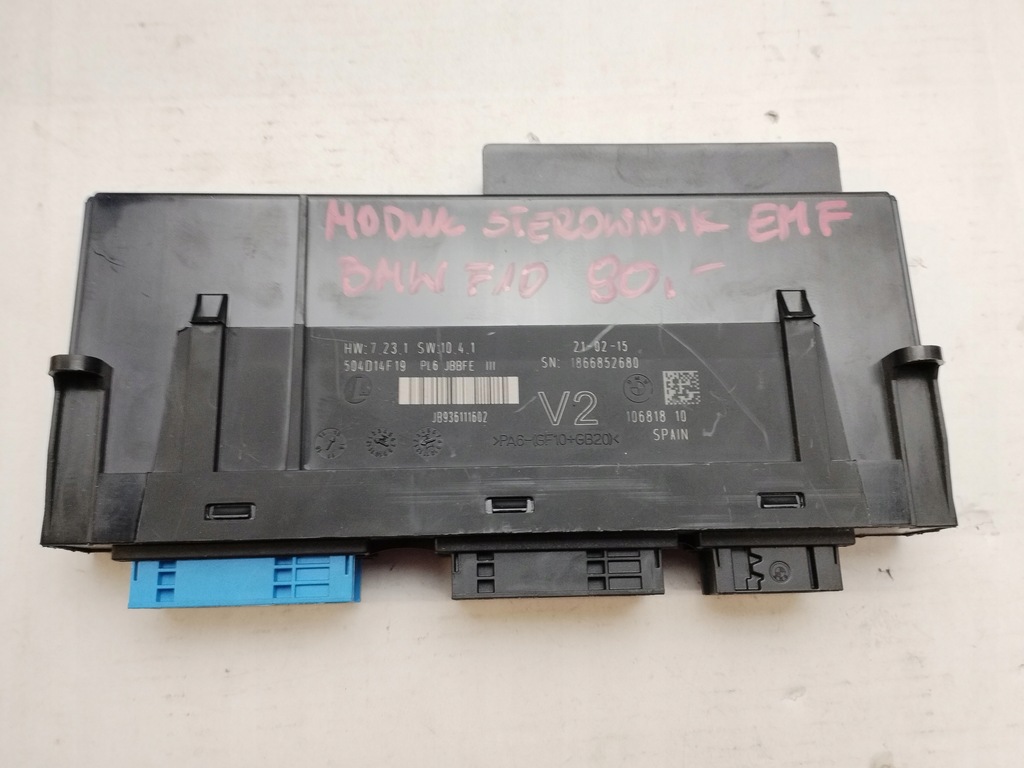 MODUŁ STEROWNIK EMF
BMW F10 80,-
HW:7.23.1 SW:10.4.1 21-02-15
504D14F19 PL6 JBBFE III SN: 1866852680
JB936111602
V2
106818 10
>PA6-(GF10+GB20)<
SPAIN